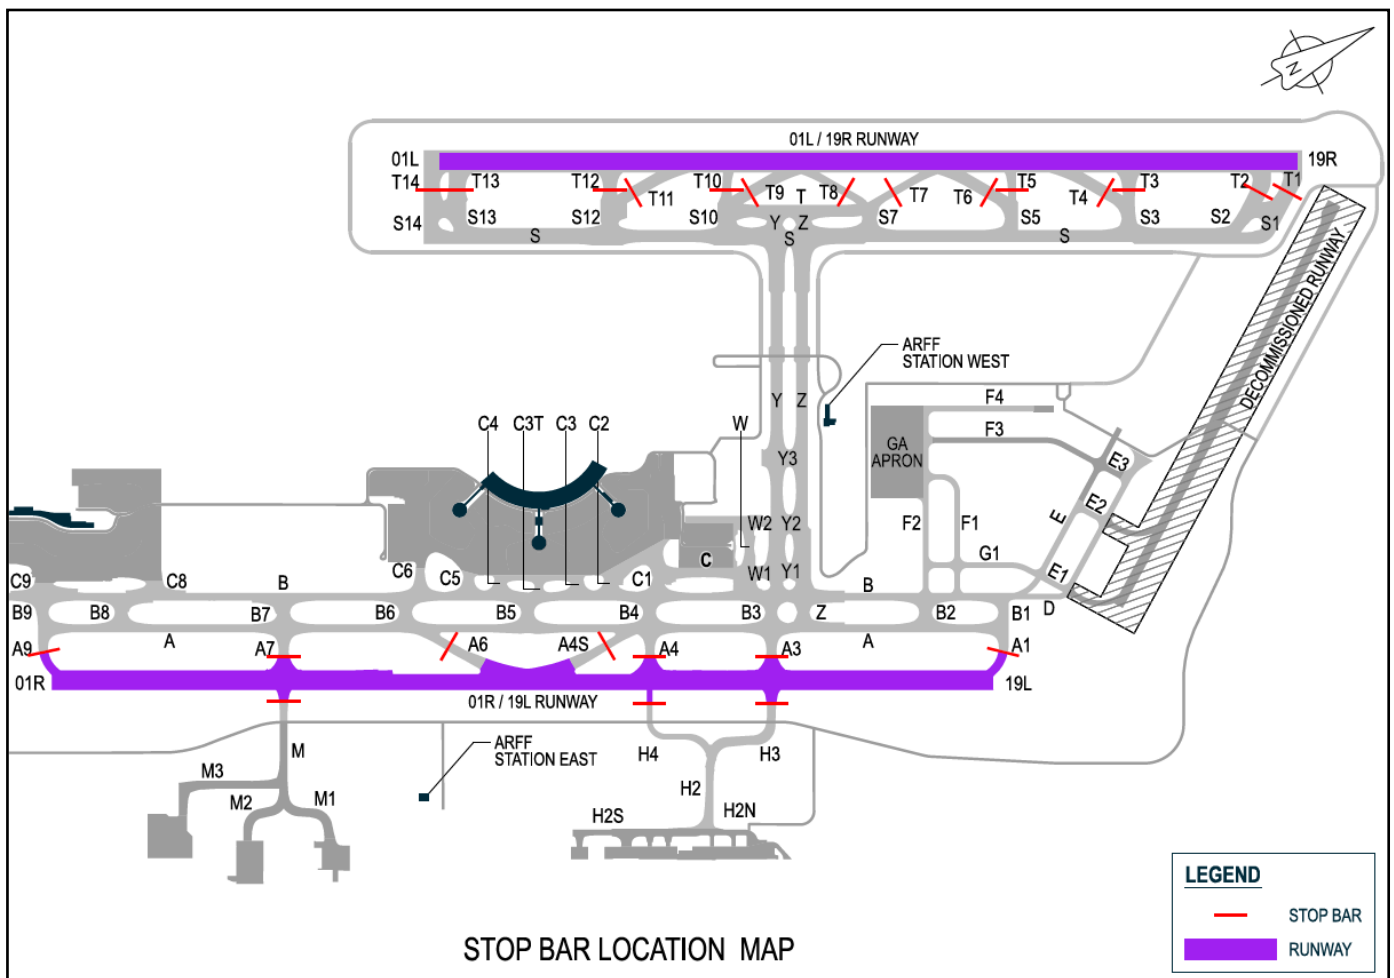 N
01L / 19R RUNWAY
01L
19R
T14
T13
T12
T11
T10
T9
T
T8
T7
T6
T5
T4
T3
T2
T1
S14
S13
S12
S10
Y
Z
S7
S5
S3
S2
S1
S
S
S
DECOMMISSIONED RUNWAY
ARFF
STATION WEST
Y
Z
F4
F3
C4
C3T
C3
C2
W
GA
APRON
Y3
E3
E2
E
W2
Y2
F2
F1
G1
C
C9
C8
B
C6
C5
C1
W1
Y1
B
E1
D
B9
B8
B7
B6
B5
B4
B3
Z
B2
B1
A9
A
A7
A6
A4S
A4
A3
A
A1
01R
01R / 19L RUNWAY
19L
M
ARFF
STATION EAST
H4
H3
M3
H2
M2
M1
H2S
H2N
LEGEND
STOP BAR
RUNWAY
STOP BAR LOCATION MAP